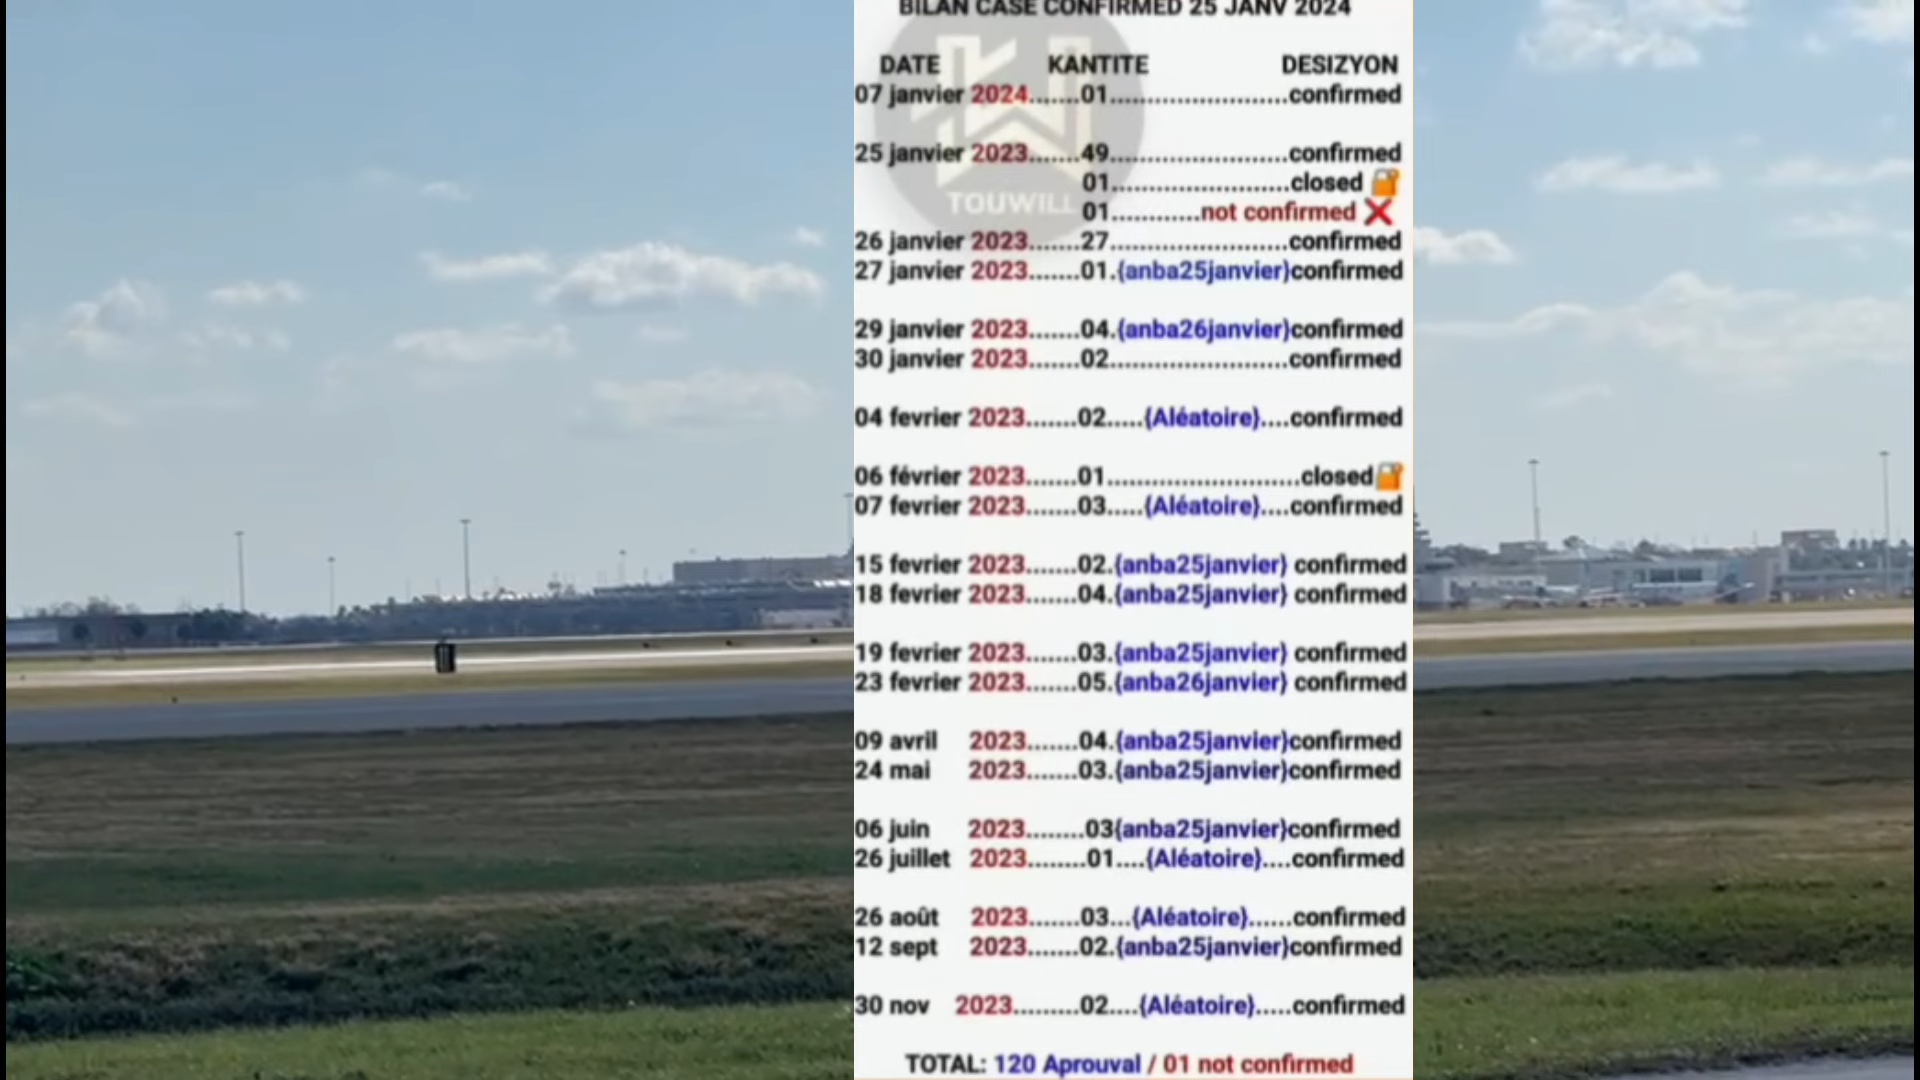 BILAN CASE CONFIRMED 25 JANV 2024
DATE KANTITE DESIZYON
07 janvier 2024.......01.......................confirmed
25 janvier 2023.......49.......................confirmed
01.......................closed 🔐
01............not confirmed ❌
26 janvier 2023.......27.......................confirmed
27 janvier 2023.......01.{anba25janvier}confirmed
29 janvier 2023.......04.{anba26janvier}confirmed
30 janvier 2023.......02.......................confirmed
04 fevrier 2023.......02.....{Aléatoire}....confirmed
06 février 2023.......01.........................closed🔐
07 fevrier 2023.......03.....{Aléatoire}....confirmed
15 fevrier 2023.......02.{anba25janvier} confirmed
18 fevrier 2023.......04.{anba25janvier} confirmed
19 fevrier 2023.......03.{anba25janvier} confirmed
23 fevrier 2023.......05.{anba26janvier} confirmed
09 avril 2023.......04.{anba25janvier}confirmed
24 mai 2023.......03.{anba25janvier}confirmed
06 juin 2023........03{anba25janvier}confirmed
26 juillet 2023........01....{Aléatoire}....confirmed
26 août 2023.......03...{Aléatoire}......confirmed
12 sept 2023.......02.{anba25janvier}confirmed
30 nov 2023.........02....{Aléatoire}.....confirmed
TOTAL: 120 Aprouval / 01 not confirmed
TOUWILL